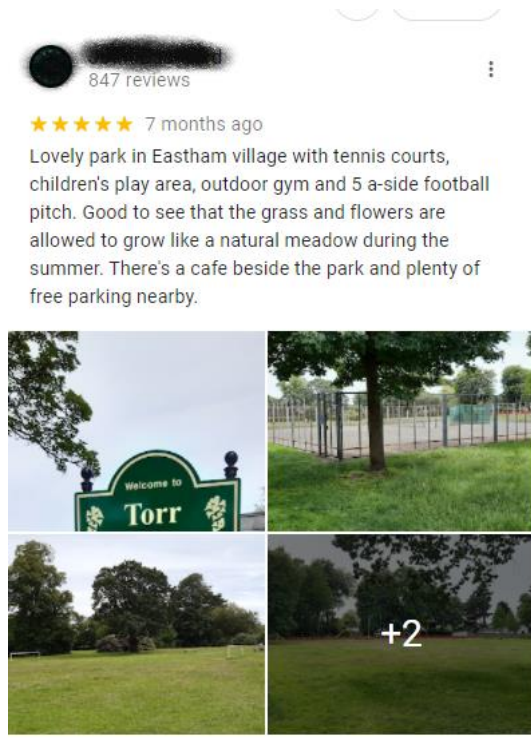 847 reviews
7 months ago
Lovely park in Eastham village with tennis courts,
children's play area, outdoor gym and 5 a-side football
pitch. Good to see that the grass and flowers are
allowed to grow like a natural meadow during the
summer. There's a cafe beside the park and plenty of
free parking nearby.
Welcome to
Torr
+2